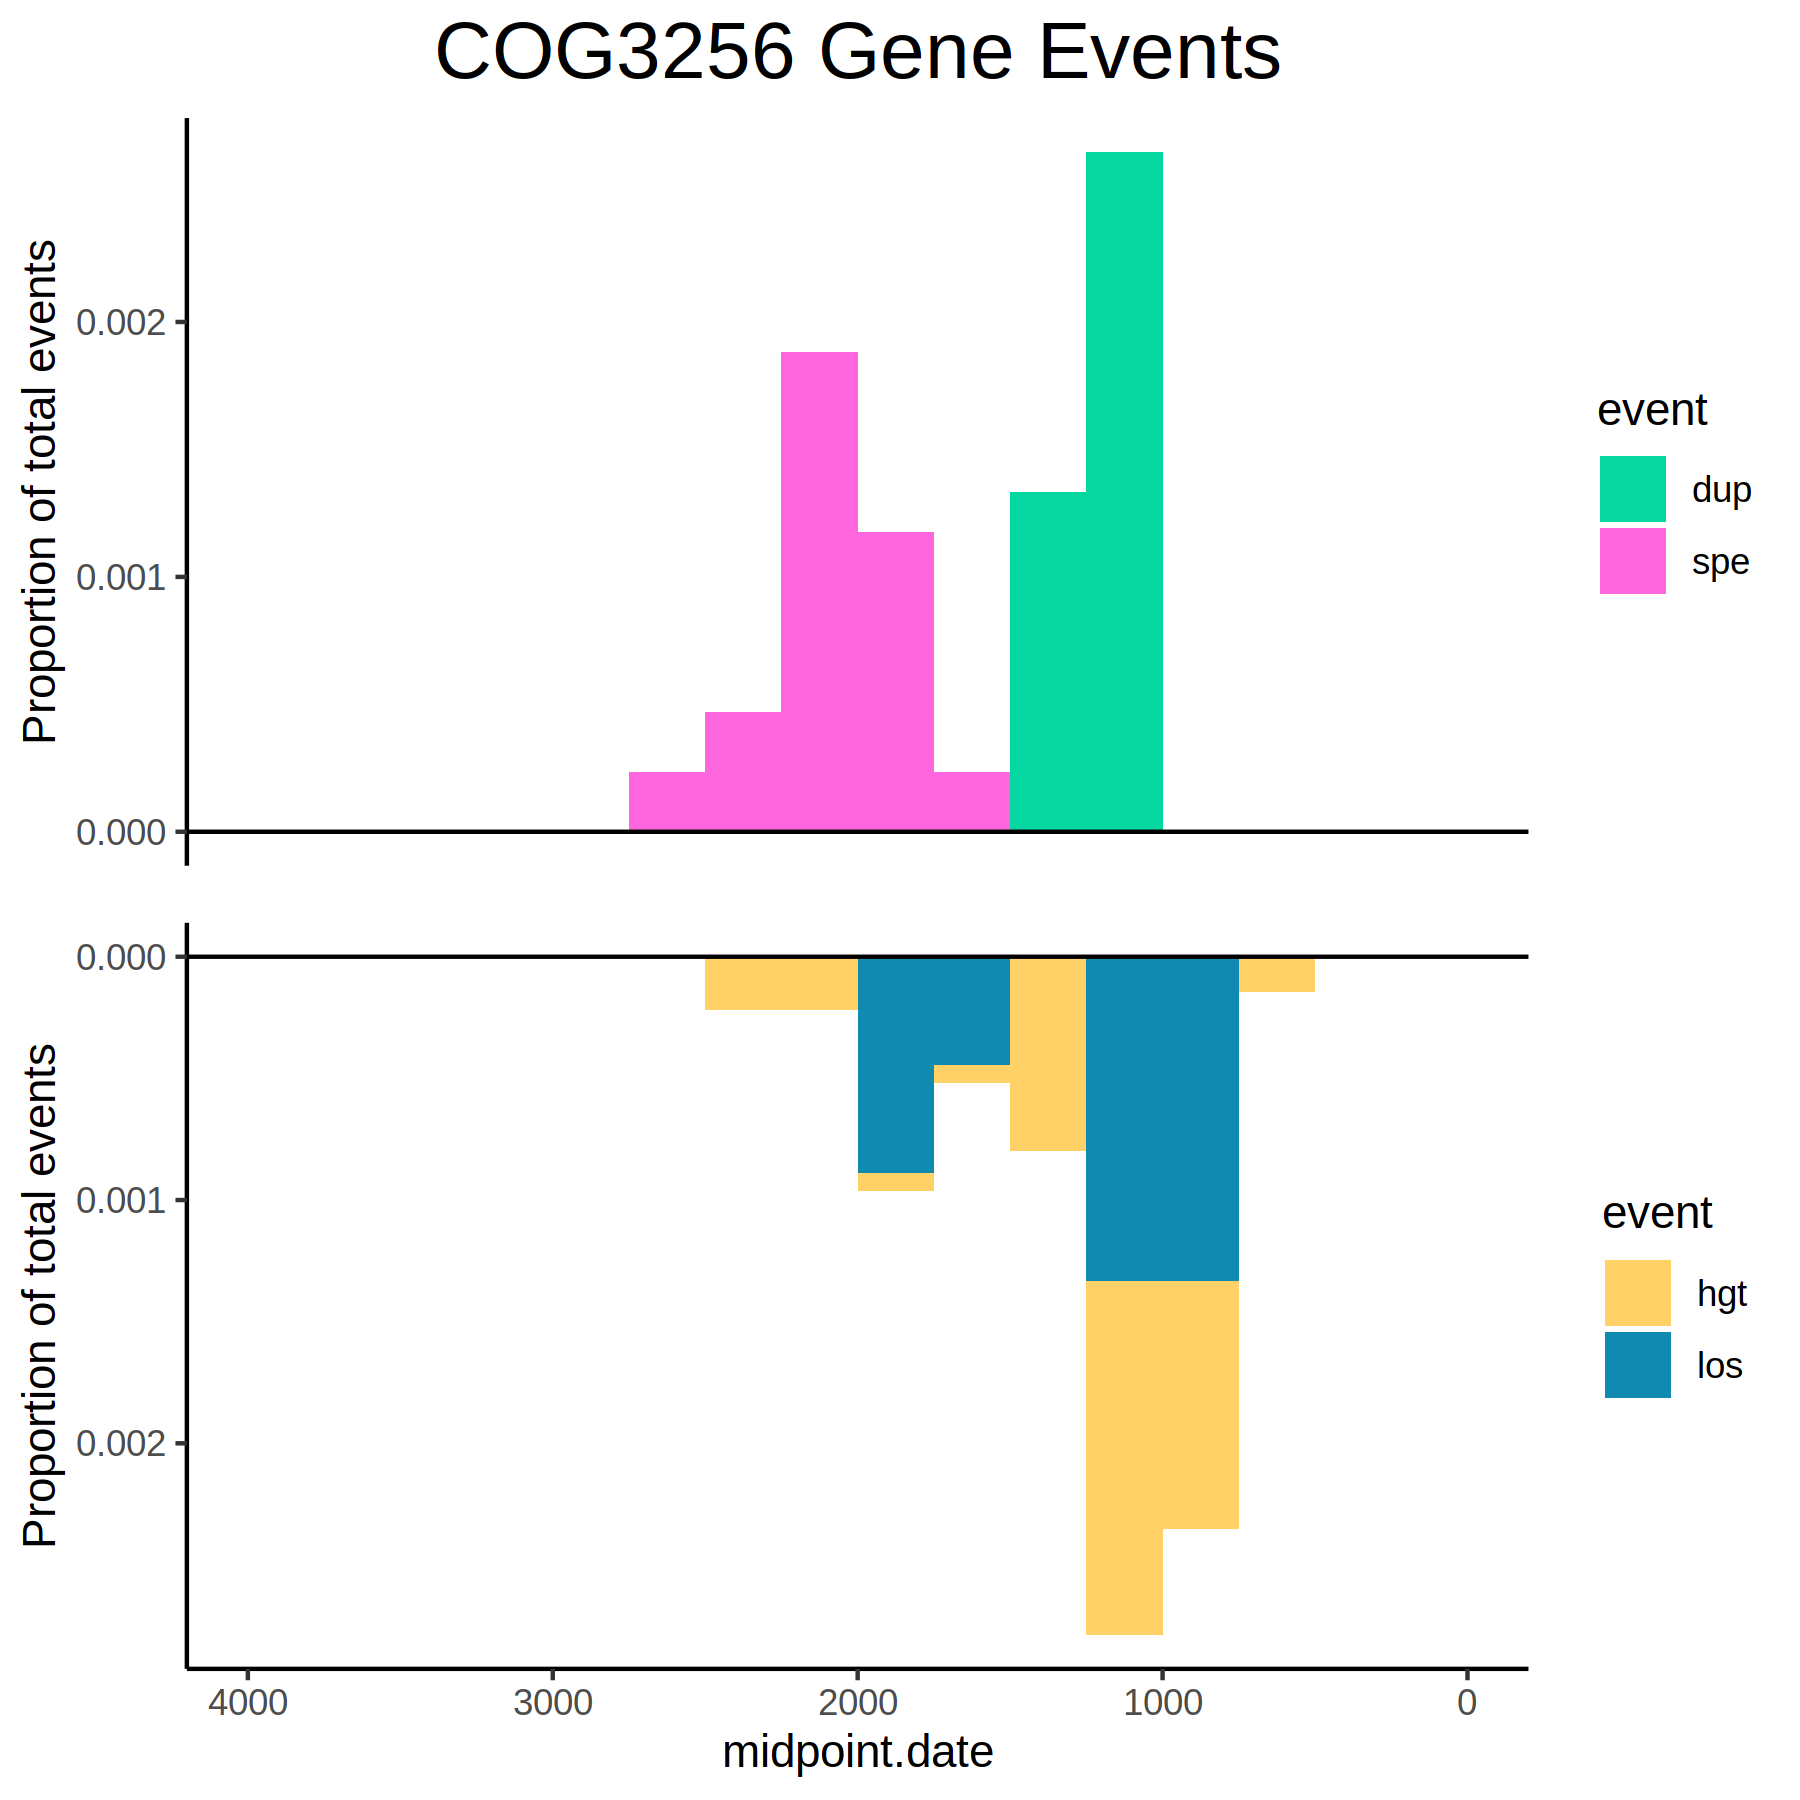 COG3256 Gene Events
Proportion of total events
0.002
0.001
0.000
event
dup
spe
Proportion of total events
0.000
0.001
0.002
event
hgt
los
4000 3000 2000 1000 0
midpoint.date